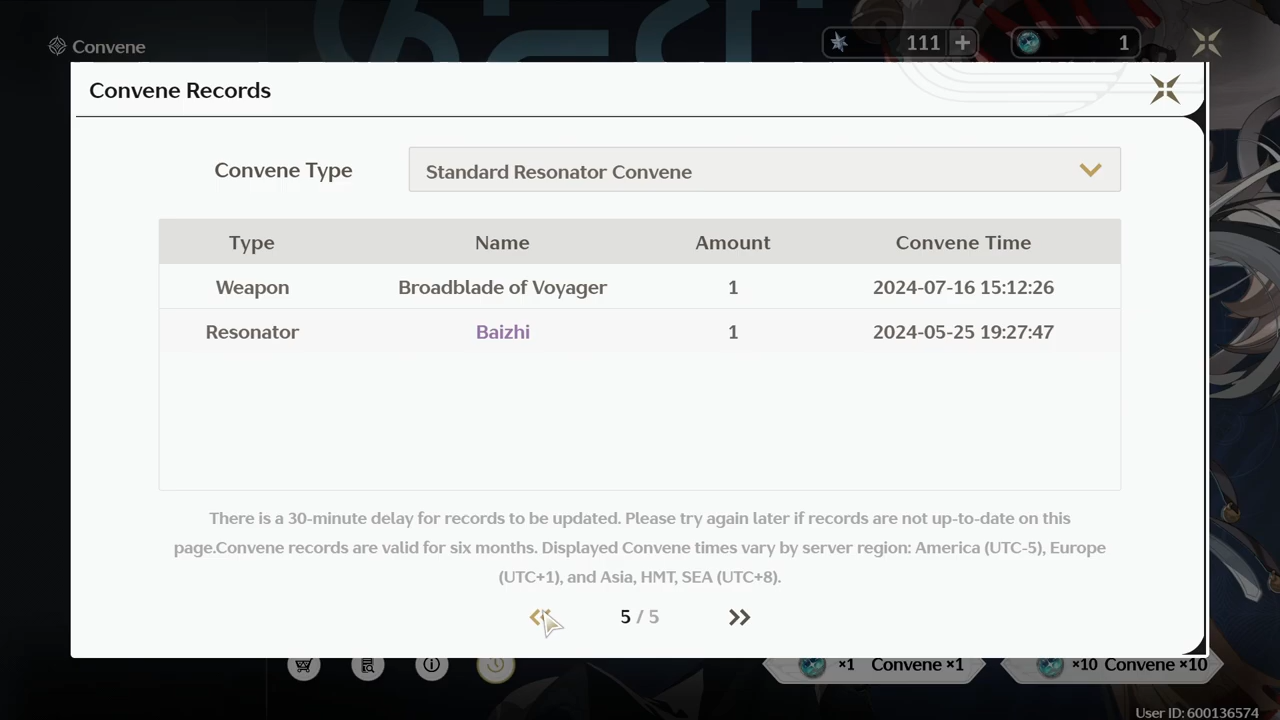 Convene
111
1
Convene Records
Convene Type
Standard Resonator Convene
Type Name Amount Convene Time
Weapon Broadblade of Voyager 1 2024-07-16 15:12:26
Resonator Baizhi 1 2024-05-25 19:27:47
There is a 30-minute delay for records to be updated. Please try again later if records are not up-to-date on this
page.Convene records are valid for six months. Displayed Convene times vary by server region: America (UTC-5), Europe
(UTC+1), and Asia, HMT, SEA (UTC+8).
5 / 5
×1 Convene ×1
×10 Convene ×10
User ID: 600136574